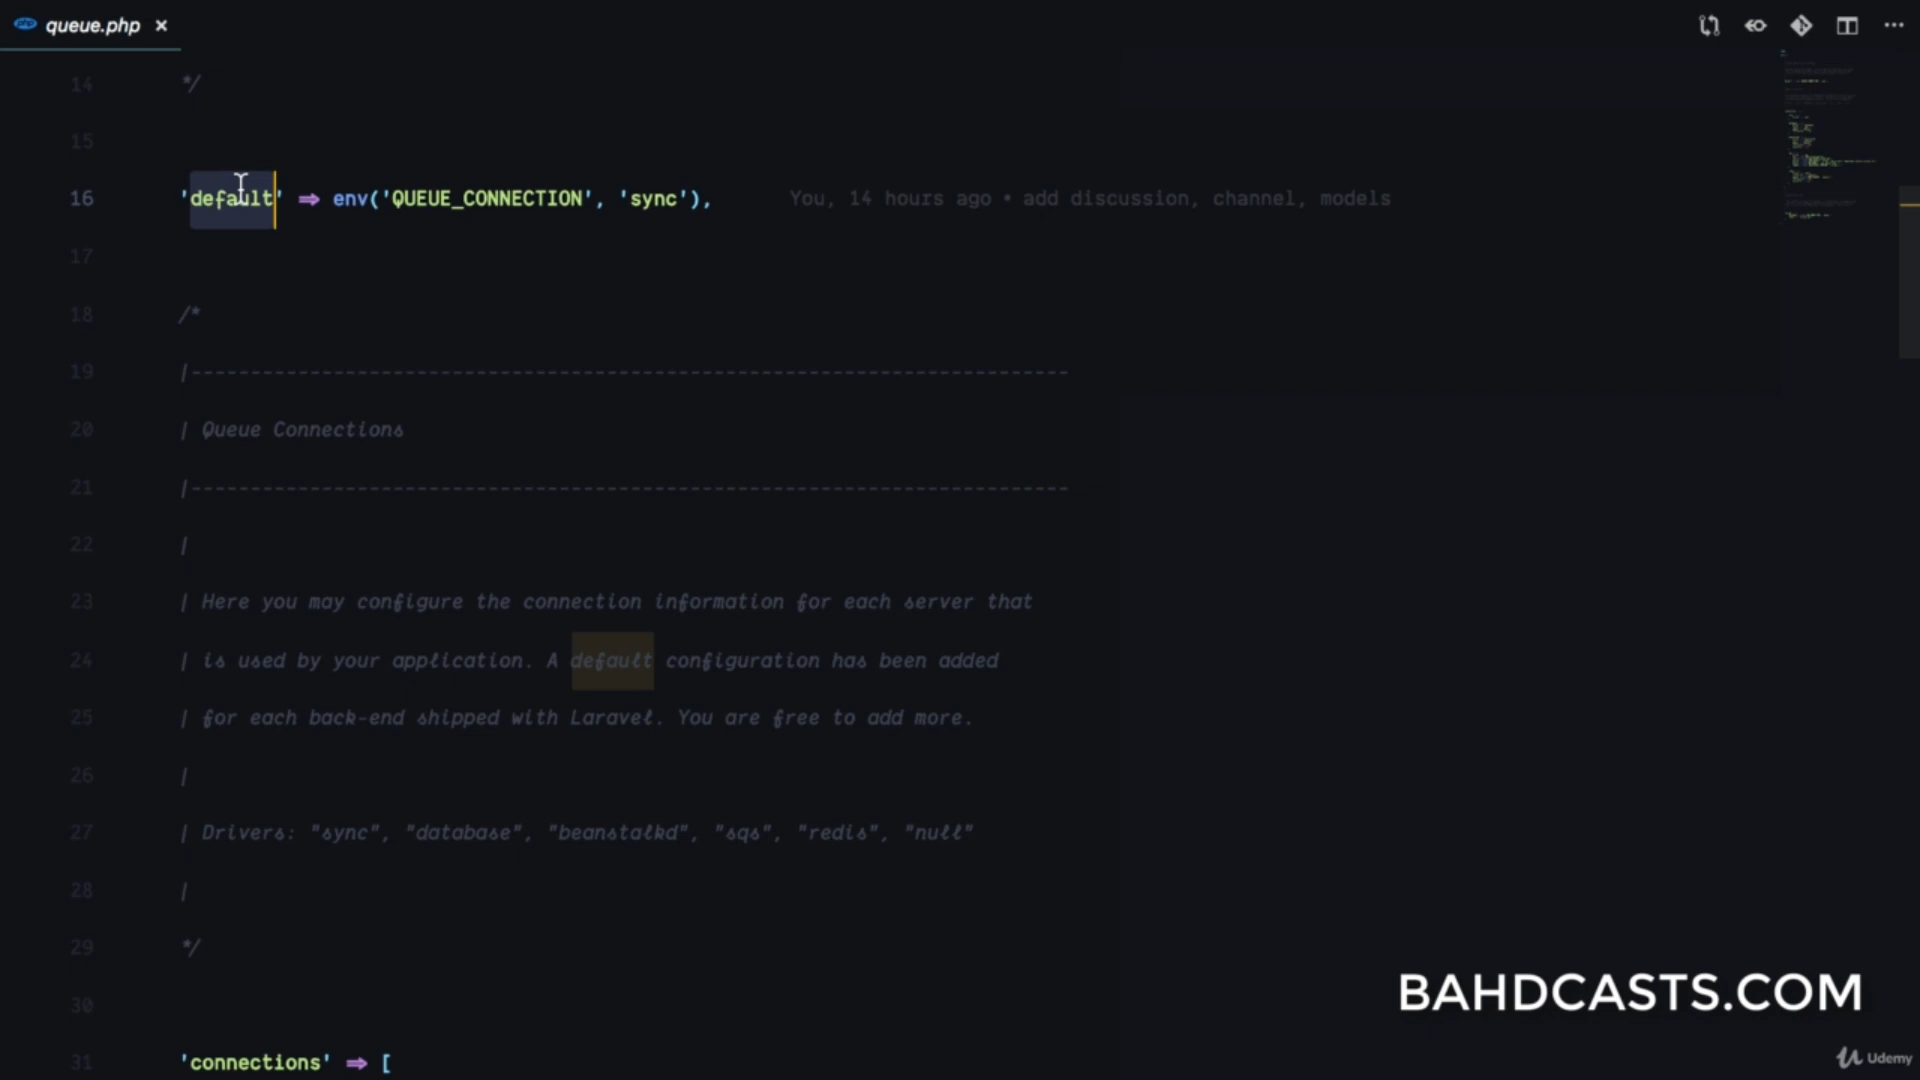 php queue.php ×
14 */
15
16 'default' => env('QUEUE_CONNECTION', 'sync'), You, 14 hours ago • add discussion, channel, models
17
18 /*
19 |--------------------------------------------------------------------------
20 | Queue Connections
21 |--------------------------------------------------------------------------
22 |
23 | Here you may configure the connection information for each server that
24 | is used by your application. A default configuration has been added
25 | for each back-end shipped with Laravel. You are free to add more.
26 |
27 | Drivers: "sync", "database", "beanstalkd", "sqs", "redis", "null"
28 |
29 */
30
31 'connections' => [
BAHDCASTS.COM
Udemy